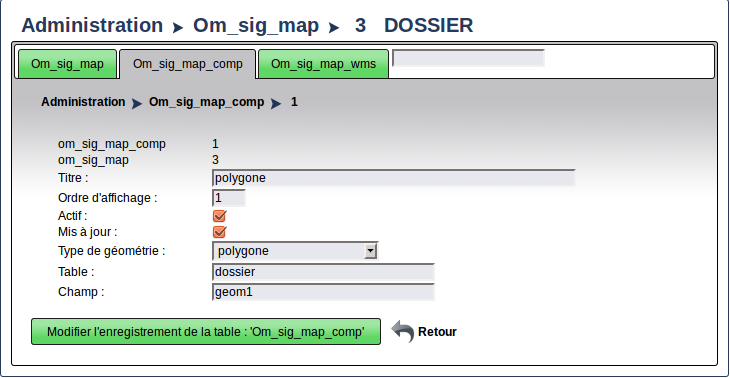 Administration Om_sig_map 3 DOSSIER
Om_sig_map Om_sig_map_comp Om_sig_map_wms
Administration Om_sig_map_comp 1
om_sig_map_comp 1
om_sig_map 3
Titre : polygone
Ordre d'affichage : 1
Actif :
Mis à jour :
Type de géométrie : polygone
Table : dossier
Champ : geom1
Modifier l'enregistrement de la table : 'Om_sig_map_comp' Retour